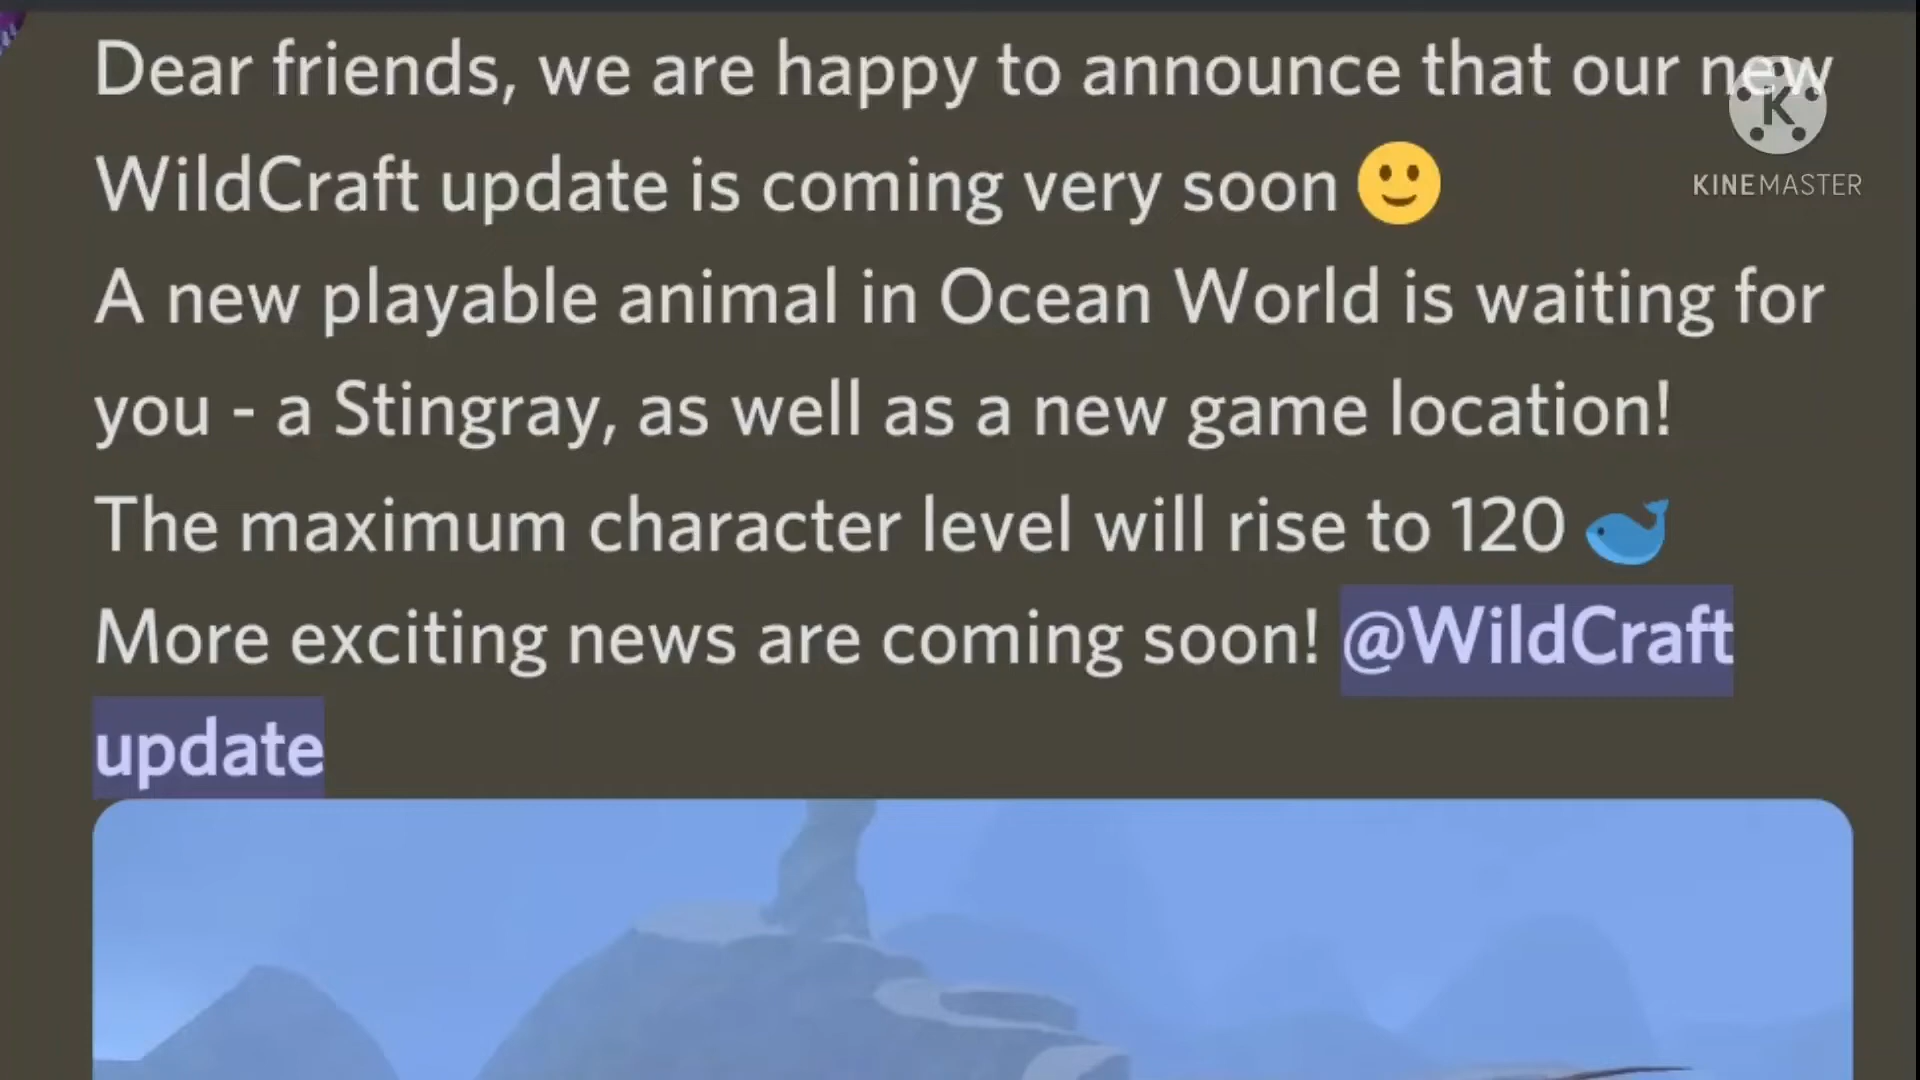 Dear friends, we are happy to announce that our new
WildCraft update is coming very soon 🙂
A new playable animal in Ocean World is waiting for
you - a Stingray, as well as a new game location!
The maximum character level will rise to 120 🐋
More exciting news are coming soon! @WildCraft
update
K
KINEMASTER